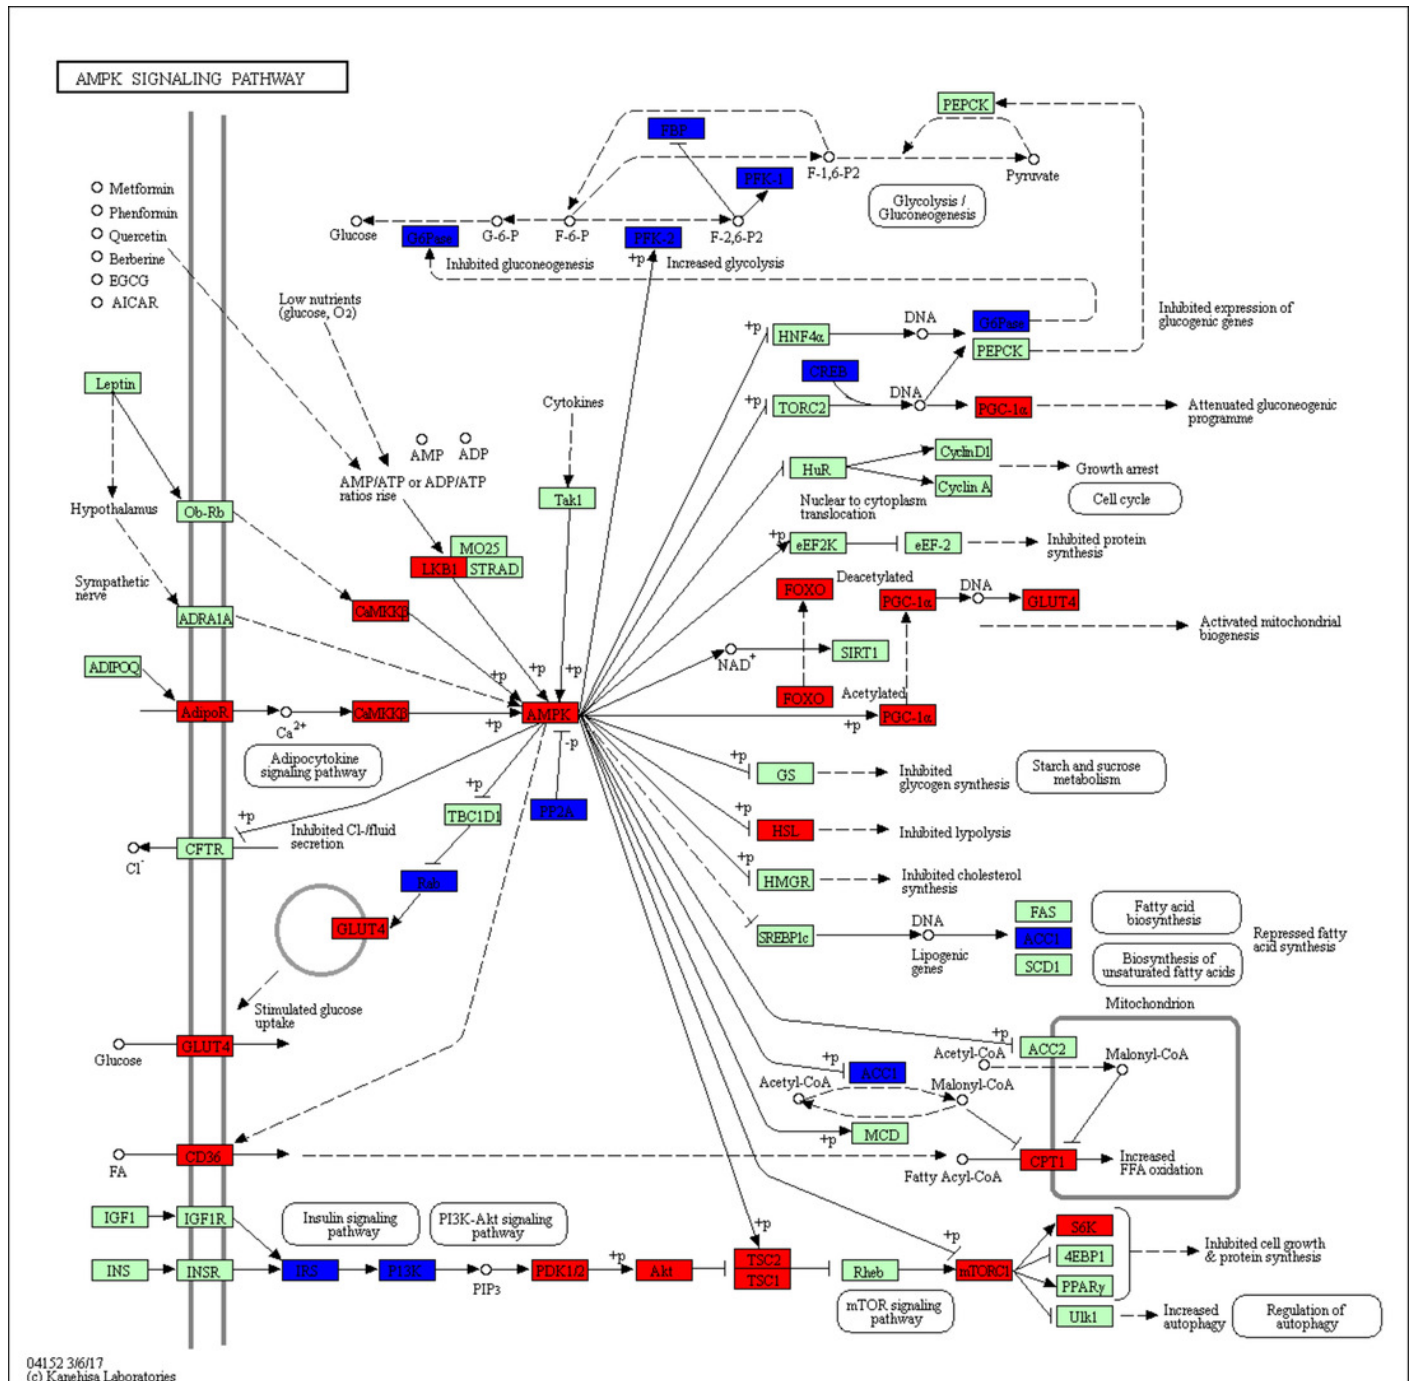 AMPK SIGNALING PATHWAY
PEPCK
FBP
F-1,6-P2
Pyruvate
PFK-1
Glycolysis /
Gluconeogenesis
Metformin
Phenformin
Quercetin
Berberine
EGCG
AICAR
Glucose
G6Pase
G-6-P
F-6-P
PFK-2
F-2,6-P2
+p
Inhibited gluconeogenesis
Increased glycolysis
Low nutrients
(glucose, O2)
Inhibited expression of
glucogenic genes
+p
HNF4α
DNA
G6Pase
PEPCK
CREB
Leptin
+p
TORC2
DNA
PGC-1α
Attenuated gluconeogenic
programme
Cytokines
AMP
ADP
AMP/ATP or ADP/ATP
ratios rise
HuR
CyclinD1
Cyclin A
Growth arrest
Cell cycle
Nuclear to cytoplasm
translocation
Tak1
Hypothalamus
Ob-Rb
+p
eEF2K
eEF-2
Inhibited protein
synthesis
MO25
LKB1
STRAD
Sympathetic
nerve
CaMKKβ
ADRA1A
FOXO
Deacetylated
PGC-1α
DNA
GLUT4
Activated mitochondrial
biogenesis
NAD+
SIRT1
ADIPOQ
+p
+p
+p
FOXO
Acetylated
PGC-1α
+p
AdipoR
Ca2+
CaMKKβ
+p
AMPK
-p
Adipocytokine
signaling pathway
+p
GS
Inhibited
glycogen synthesis
Starch and sucrose
metabolism
+p
TBC1D1
PP2A
+p
HSL
Inhibited lypolysis
+p
CFTR
Cl-
Inhibited Cl-/fluid
secretion
+p
HMGR
Inhibited cholesterol
synthesis
Rab
GLUT4
SREBP1c
DNA
Lipogenic
genes
FAS
ACC1
SCD1
Fatty acid
biosynthesis
Biosynthesis of
unsaturated fatty acids
Repressed fatty
acid synthesis
Stimulated glucose
uptake
Mitochondrion
Glucose
GLUT4
+p
ACC2
Acetyl-CoA
Malonyl-CoA
+p
ACC1
Acetyl-CoA
Malonyl-CoA
MCD
+p
FA
CD36
Fatty Acyl-CoA
CPT1
Increased
FFA oxidation
IGF1
IGF1R
Insulin signaling
pathway
PI3K-Akt signaling
pathway
+p
+p
S6K
4EBP1
PPARγ
Ulk1
Inhibited cell growth
& protein synthesis
INS
INSR
IRS
P13K
PIP3
PDK1/2
+p
Akt
TSC2
TSC1
Rheb
mTORC1
mTOR signaling
pathway
Increased
autophagy
Regulation of
autophagy
04152 3/6/17
(c) Kanehisa Laboratories